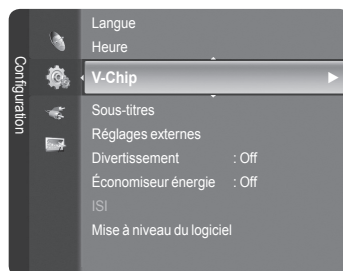 Configuration
Langue
Heure
V-Chip
Sous-titres
Réglages externes
Divertissement : Off
Économiseur énergie : Off
ISI
Mise à niveau du logiciel